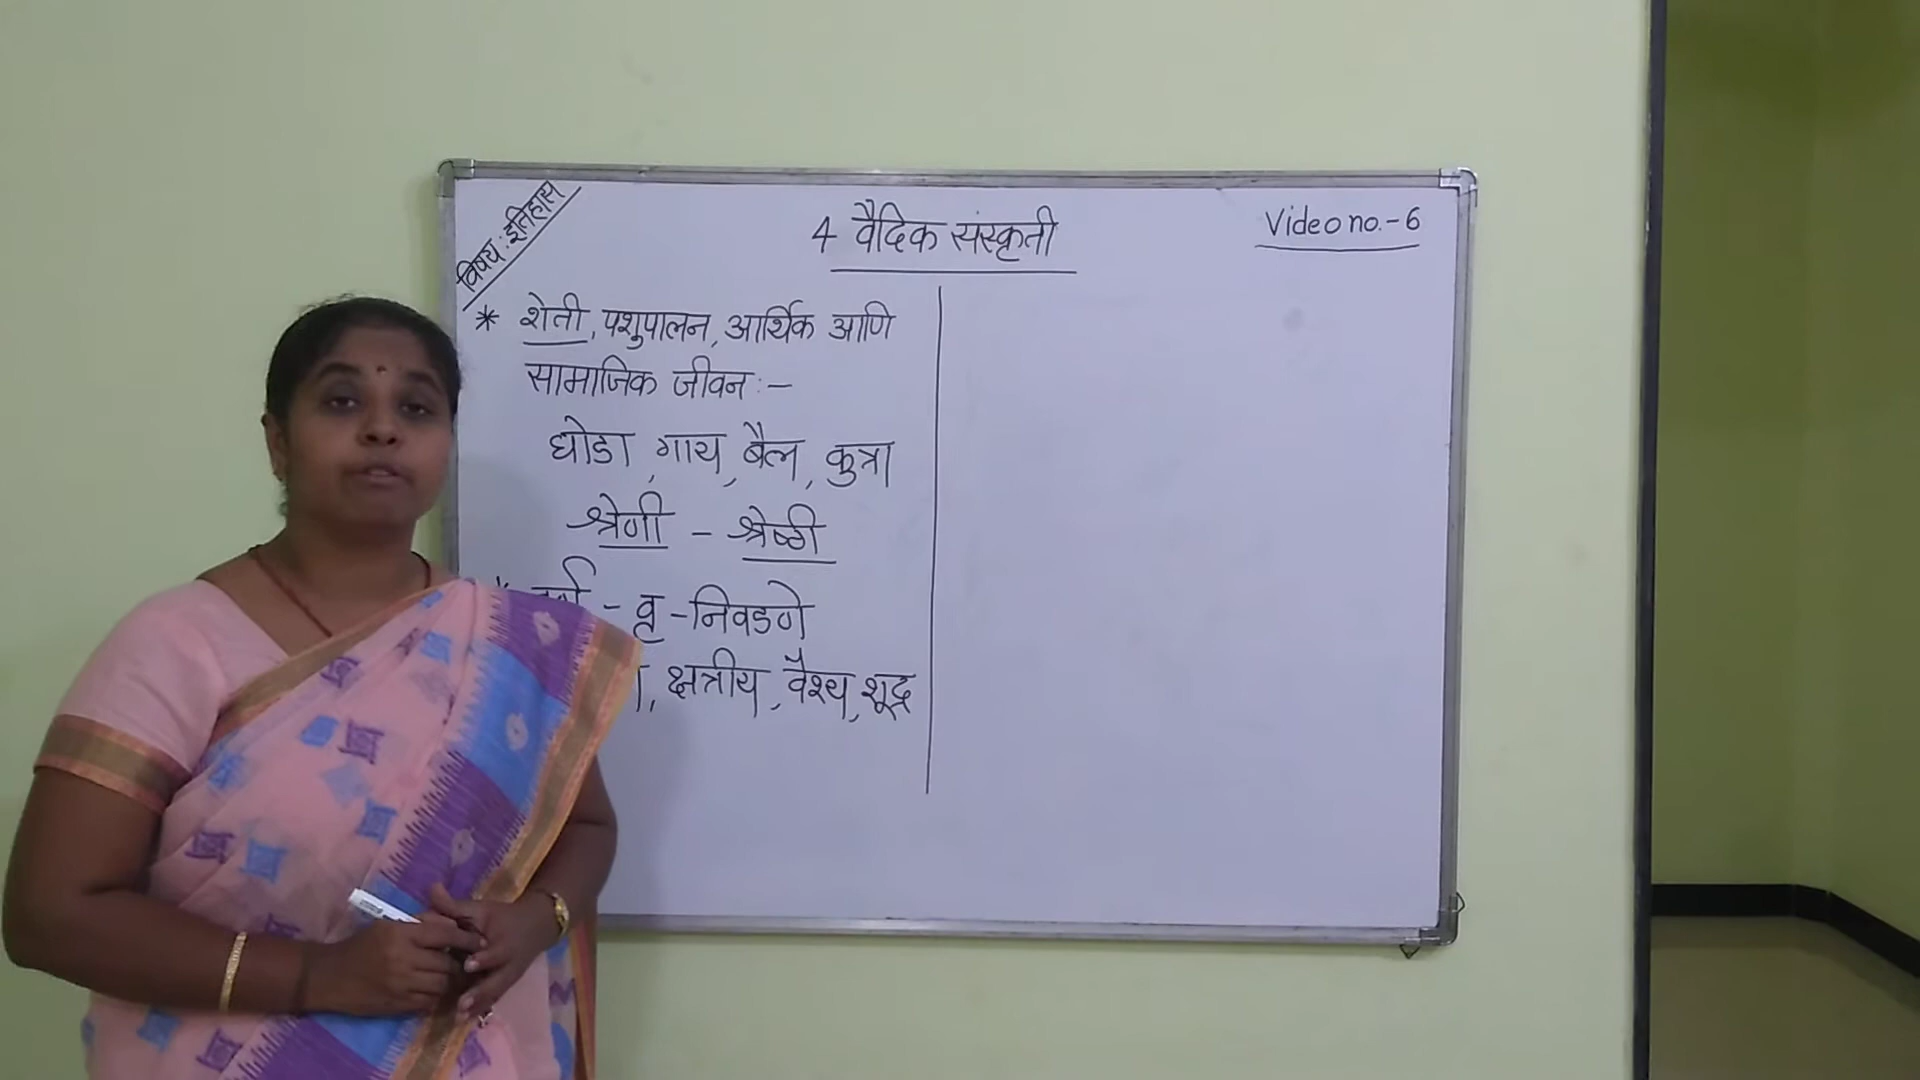 विषय : इतिहास
4 वैदिक संस्कृती
Video no.-6
* शेती, पशुपालन, आर्थिक आणि
सामाजिक जीवन :-
घोडा, गाय, बैल, कुत्रा
श्रेणी - श्रेष्ठी
- वृ - निवडणे
, क्षत्रीय, वैश्य, शूद्र